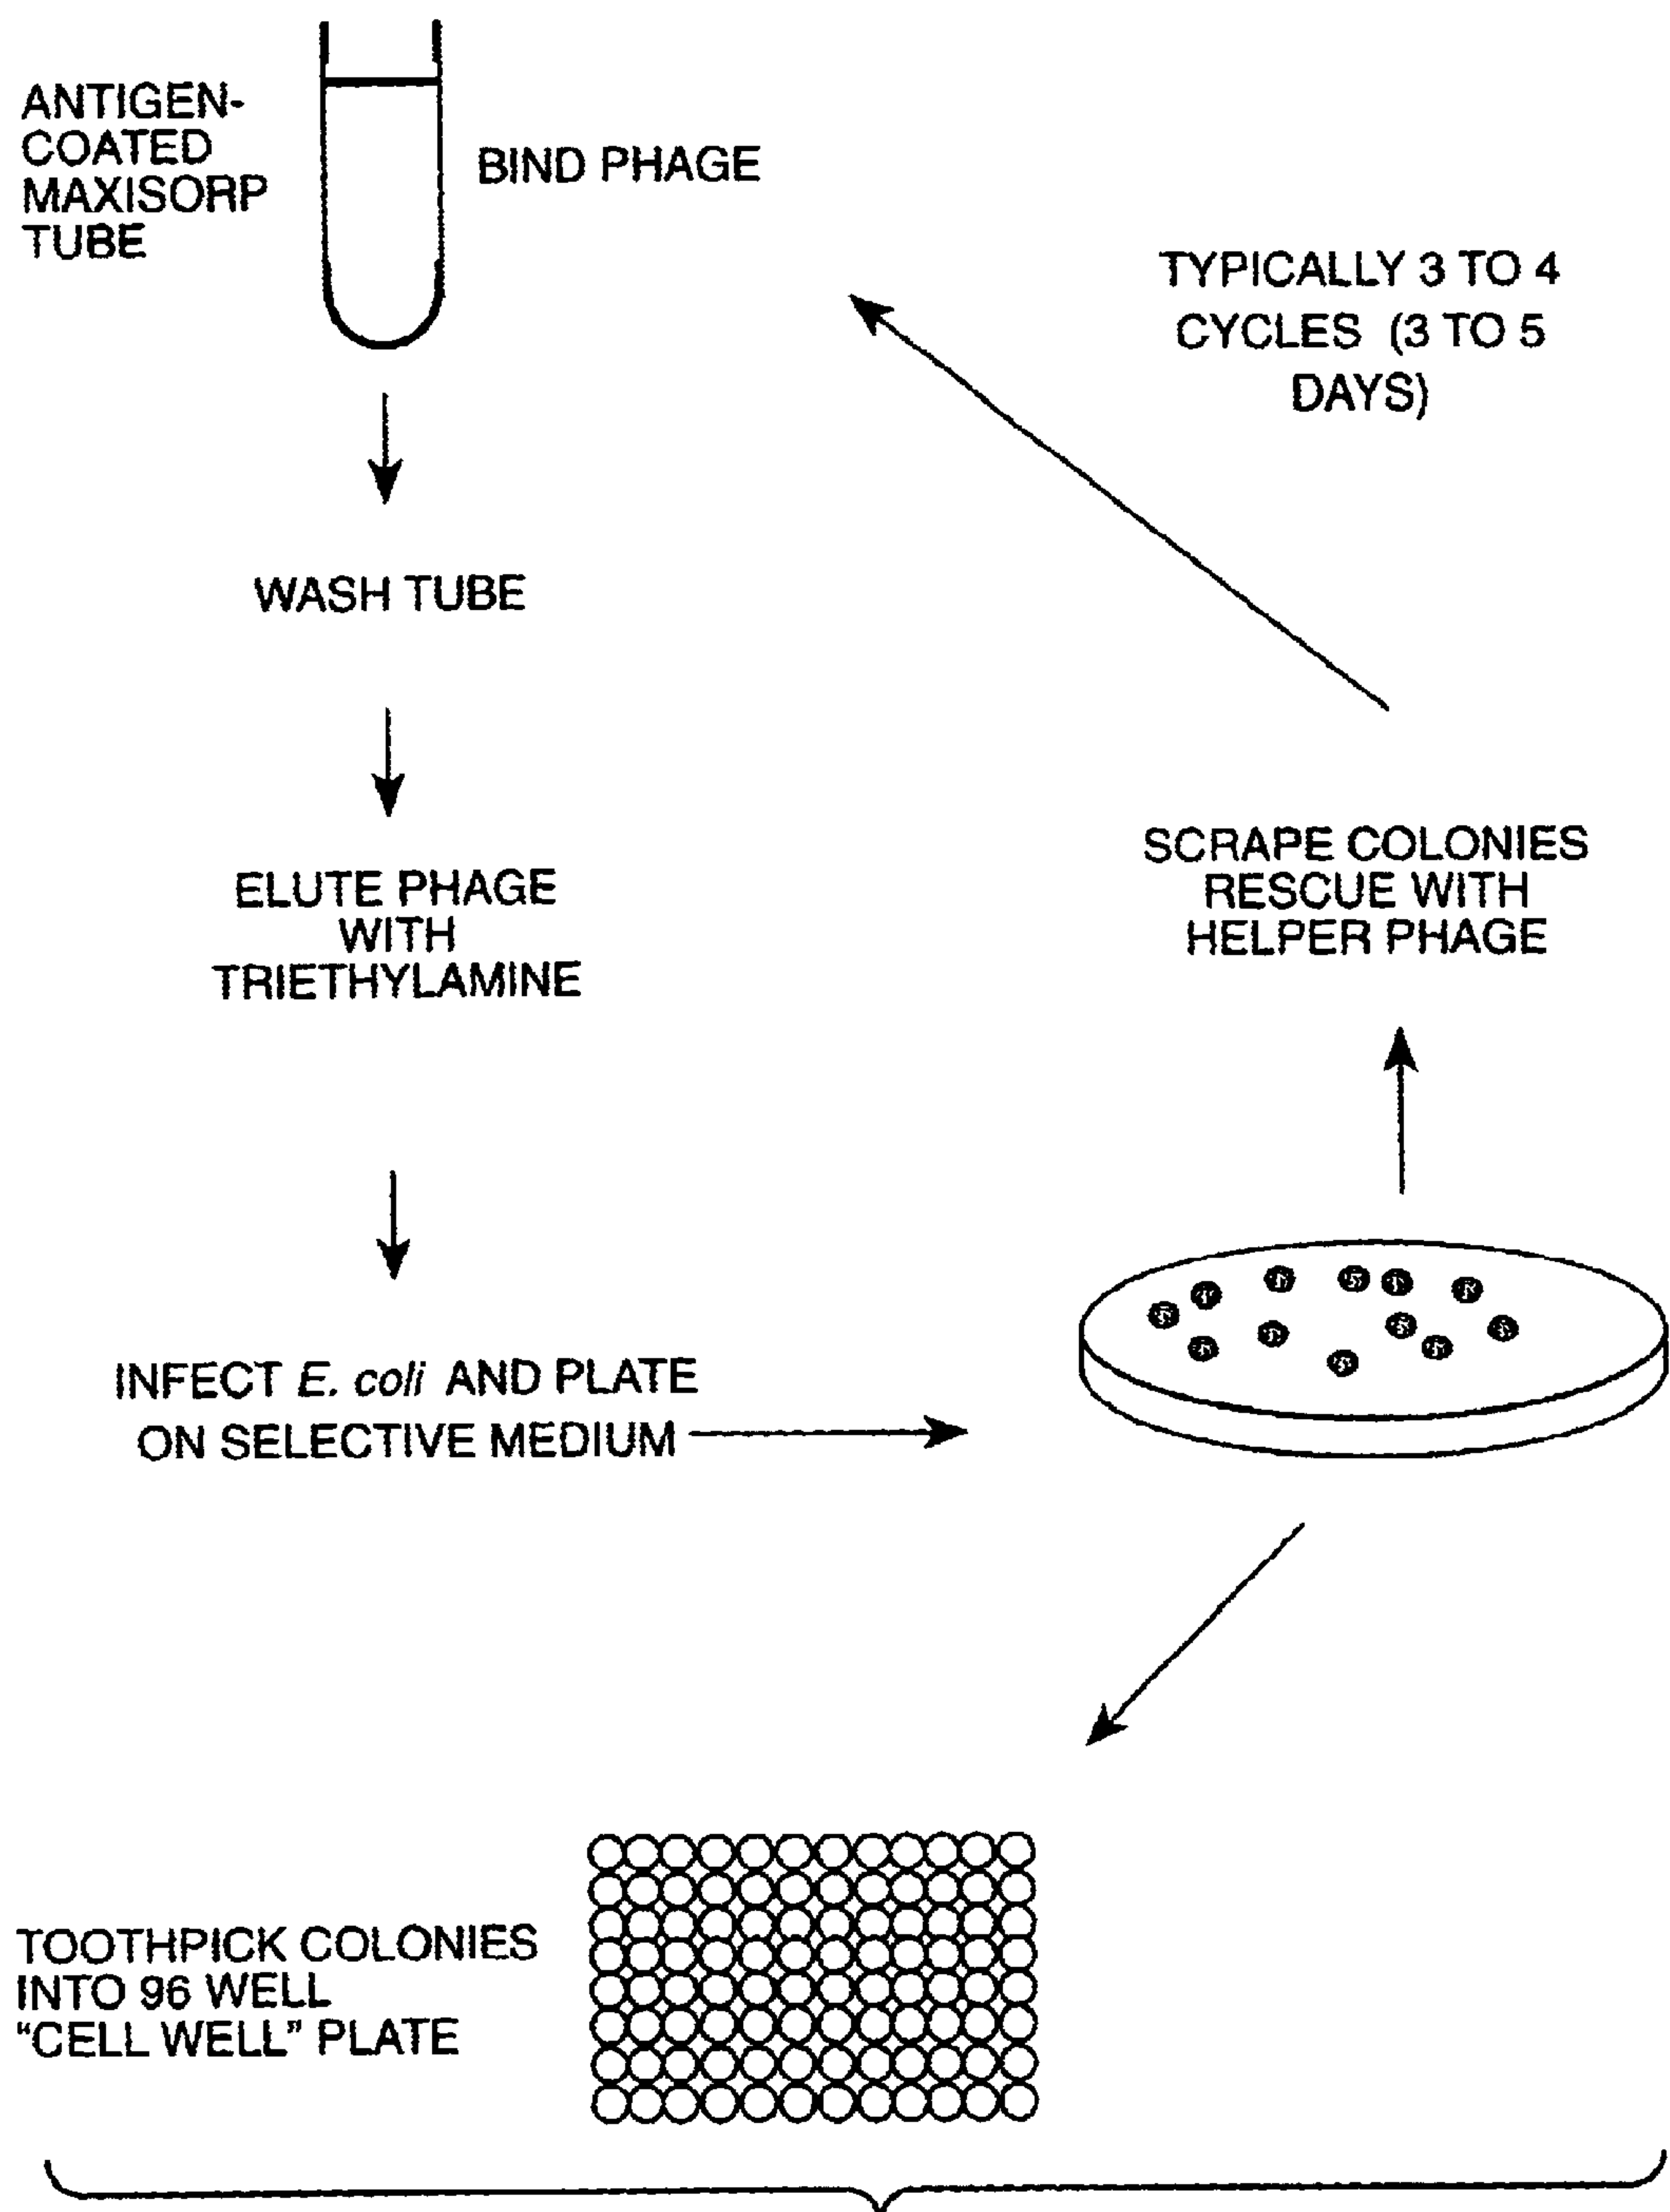 ANTIGEN-
COATED
MAXISORP
TUBE
BIND PHAGE
TYPICALLY 3 TO 4
CYCLES (3 TO 5
DAYS)
WASH TUBE
ELUTE PHAGE
WITH
TRIETHYLAMINE
SCRAPE COLONIES
RESCUE WITH
HELPER PHAGE
INFECT E. coli AND PLATE
ON SELECTIVE MEDIUM
TOOTHPICK COLONIES
INTO 96 WELL
“CELL WELL” PLATE